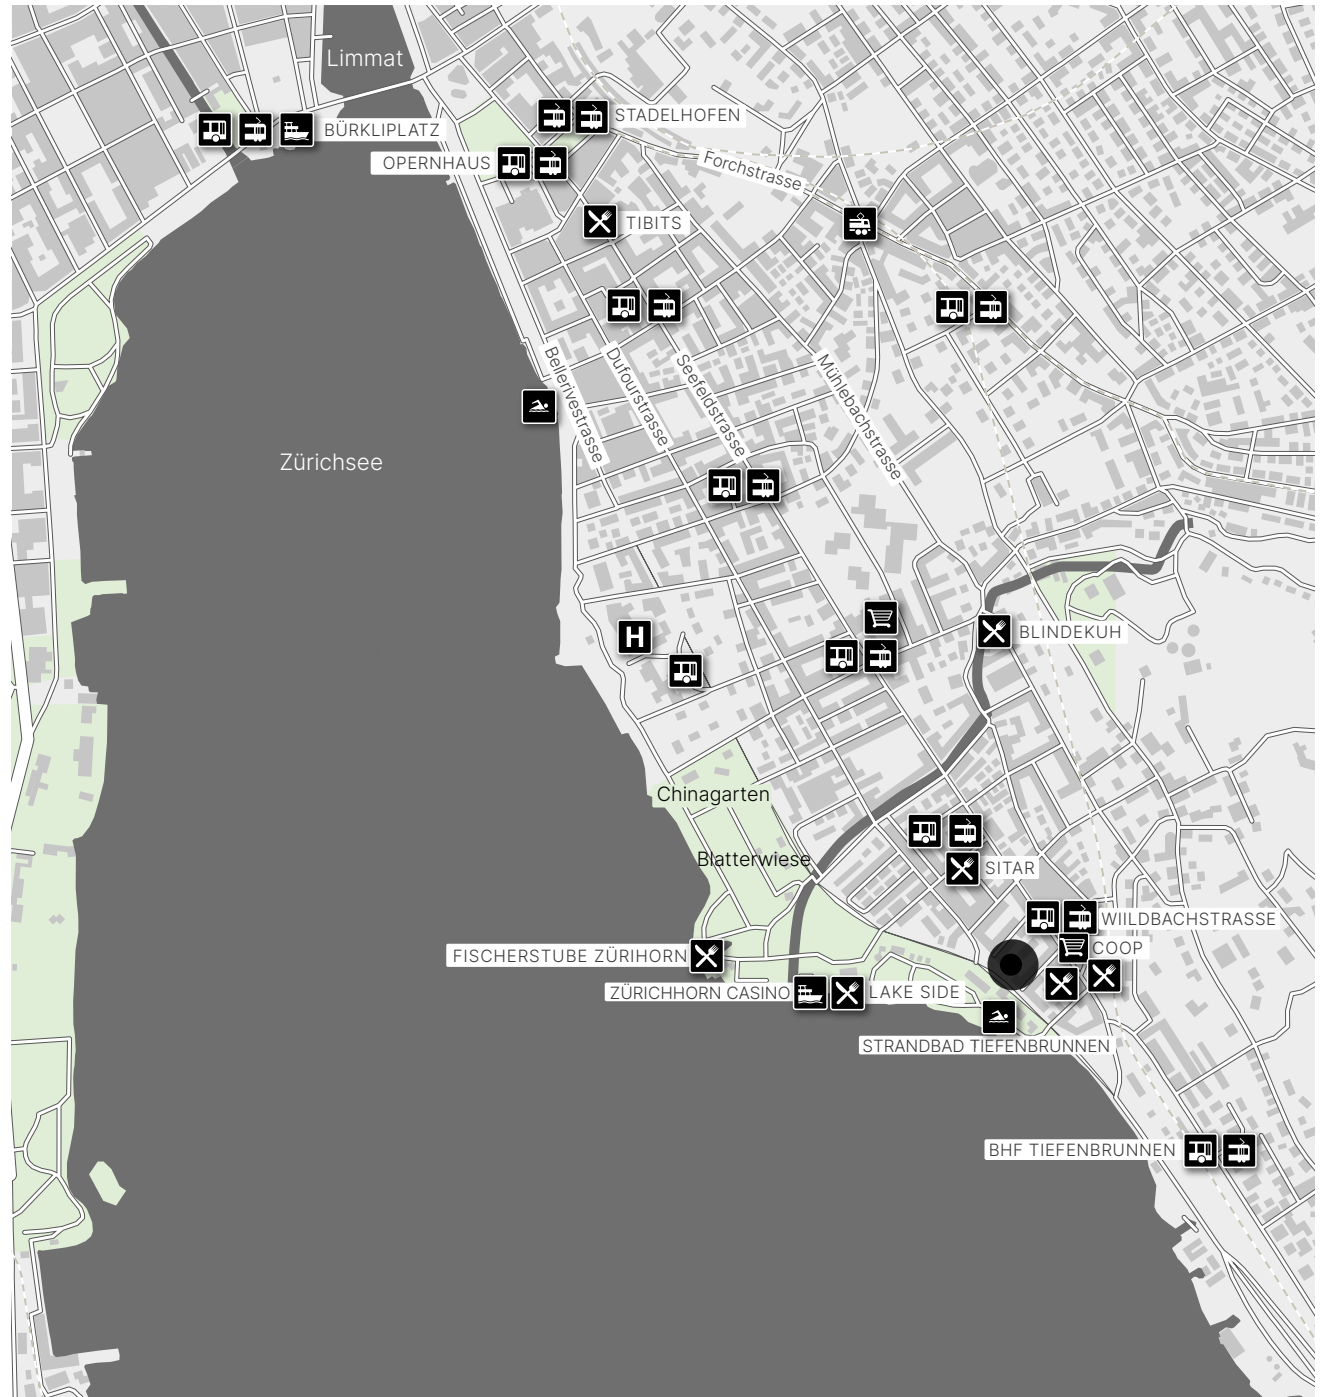 Limmat
STADELHOFEN
BÜRKLIPLATZ
OPERNHAUS
Forchstrasse
TIBITS
Bellerivestrasse
Dufourstrasse
Seefeldstrasse
Mühlebachstrasse
Zürichsee
H
BLINDEKUH
Chinagarten
Blatterwiese
SITAR
WIILDBACHSTRASSE
COOP
FISCHERSTUBE ZÜRIHORN
ZÜRICHHORN CASINO
LAKE SIDE
STRANDBAD TIEFENBRUNNEN
BHF TIEFENBRUNNEN